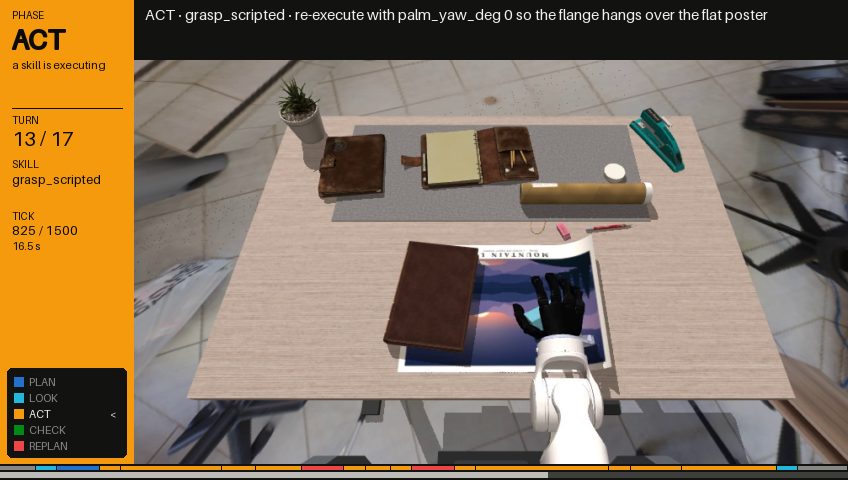 PHASE
ACT
a skill is executing
TURN
13 / 17
SKILL
grasp_scripted
TICK
825 / 1500
16.5 s
PLAN
LOOK
ACT <
CHECK
REPLAN
ACT · grasp_scripted · re-execute with palm_yaw_deg 0 so the flange hangs over the flat poster
MOUNTAIN